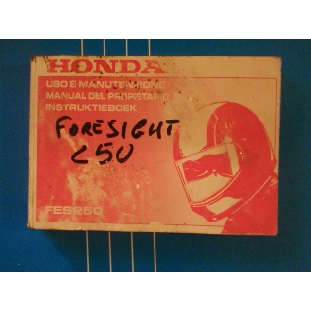 HONDA
USO E MANUTENZIONE
MANUAL DEL PROPIETARIO
INSTRUKTIEBOEK
FORESIGHT
250
FES250